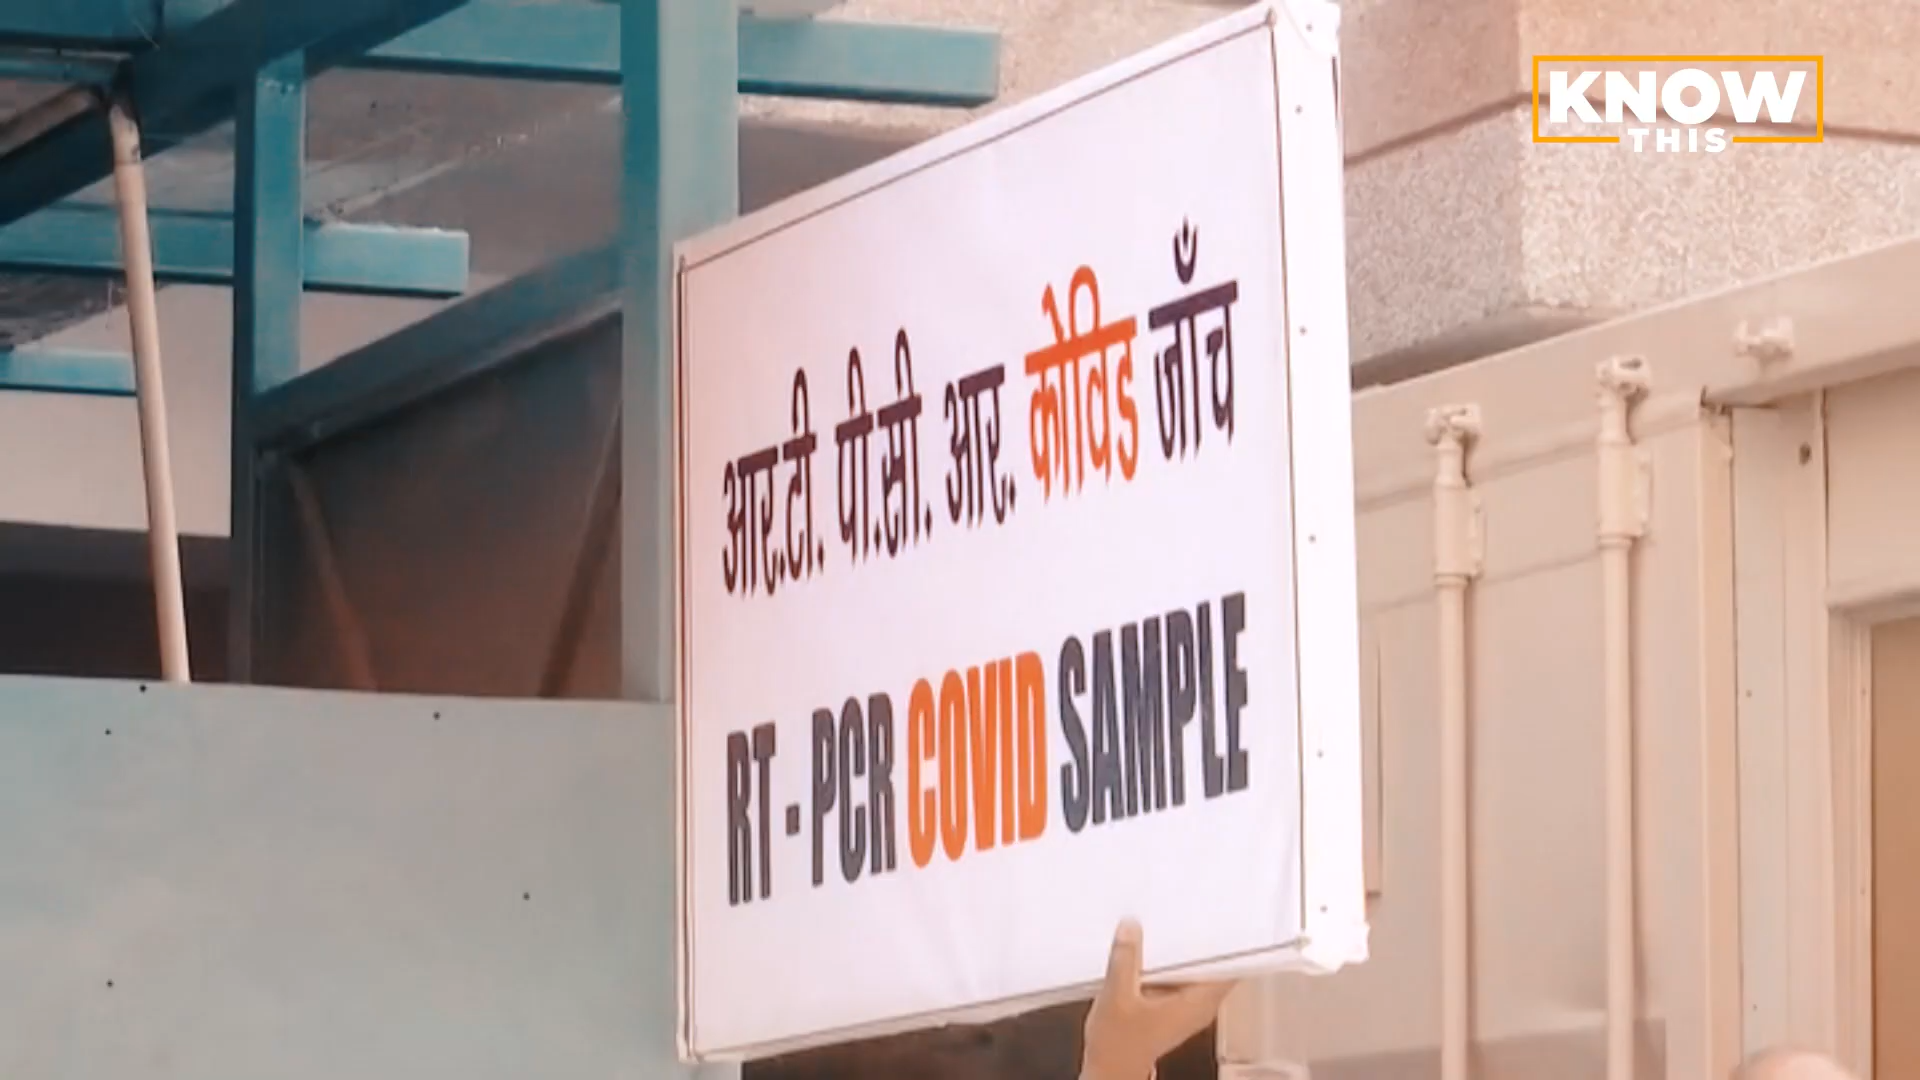 KNOW
THIS
आर.टी. पी.सी. आर. कोविड जाँच
RT - PCR COVID SAMPLE